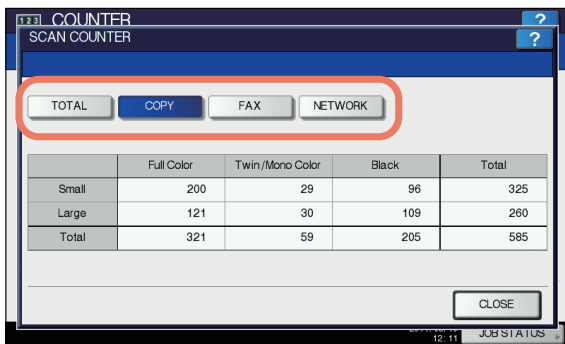 123 COUNTER ?
SCAN COUNTER ?
TOTAL COPY FAX NETWORK
Full Color Twin/Mono Color Black Total
Small 200 29 96 325
Large 121 30 109 260
Total 321 59 205 585
CLOSE
12:11 JOB STATUS